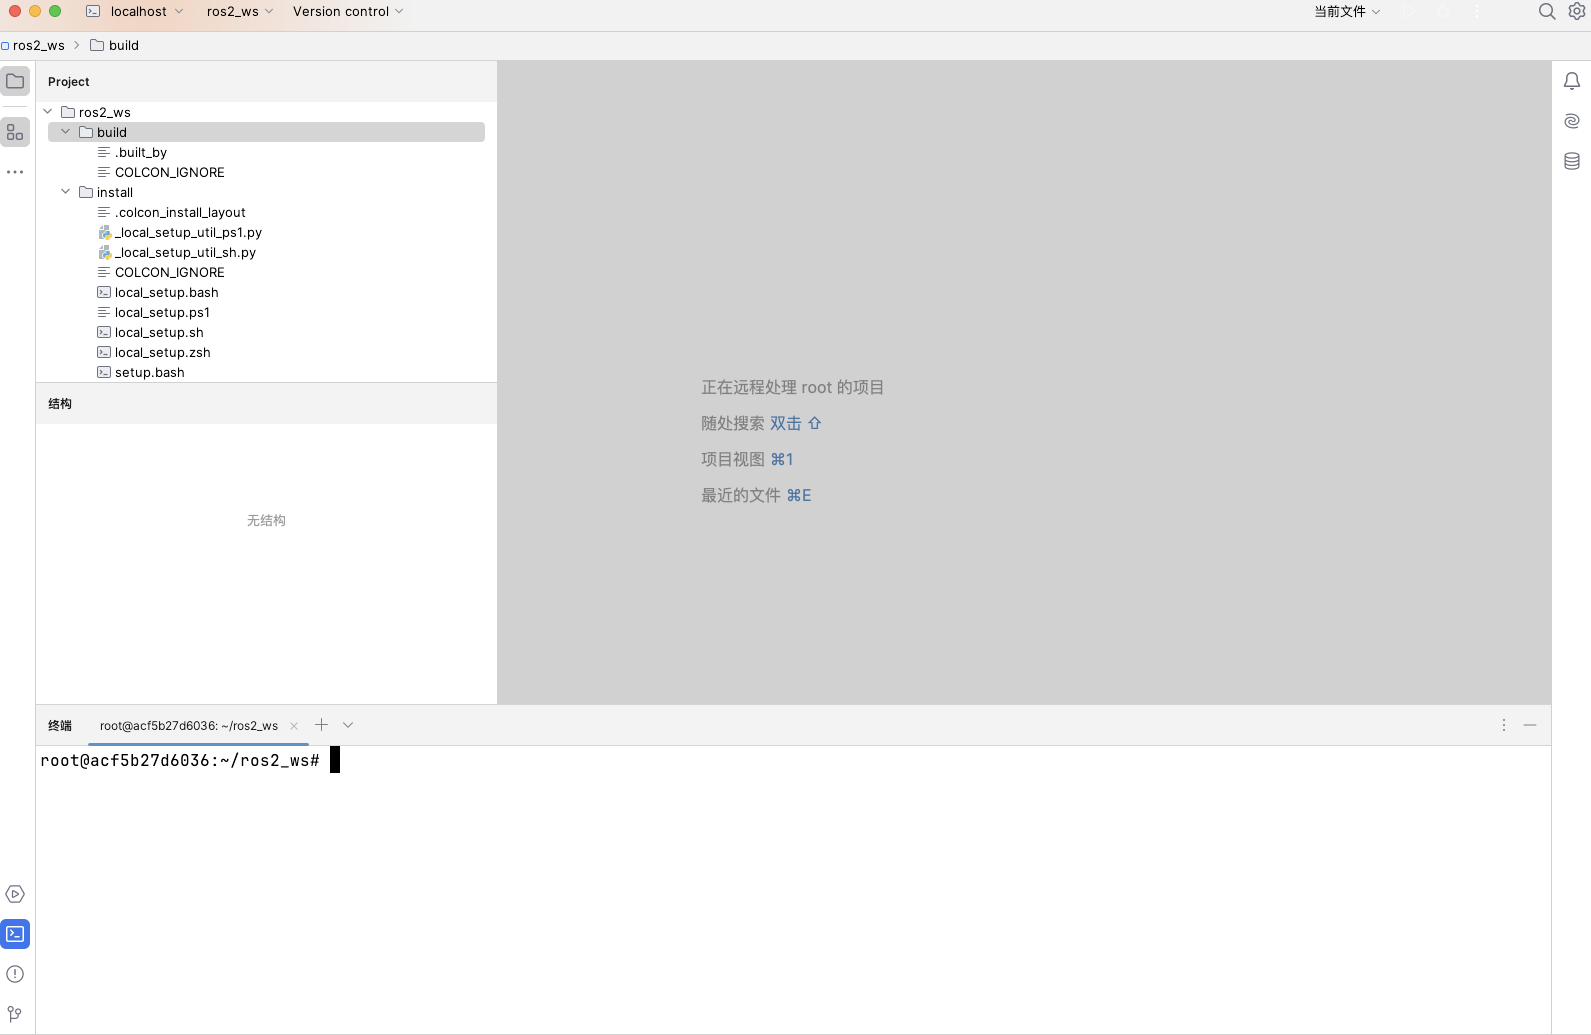 localhost ros2_ws Version control 当前文件
ros2_ws build
Project
ros2_ws
build
.built_by
COLCON_IGNORE
install
.colcon_install_layout
_local_setup_util_ps1.py
_local_setup_util_sh.py
COLCON_IGNORE
local_setup.bash
local_setup.ps1
local_setup.sh
local_setup.zsh
setup.bash
结构
无结构
正在远程处理 root 的项目
随处搜索 双击 ⇧
项目视图 ⌘1
最近的文件 ⌘E
终端 root@acf5b27d6036: ~/ros2_ws
root@acf5b27d6036:~/ros2_ws#